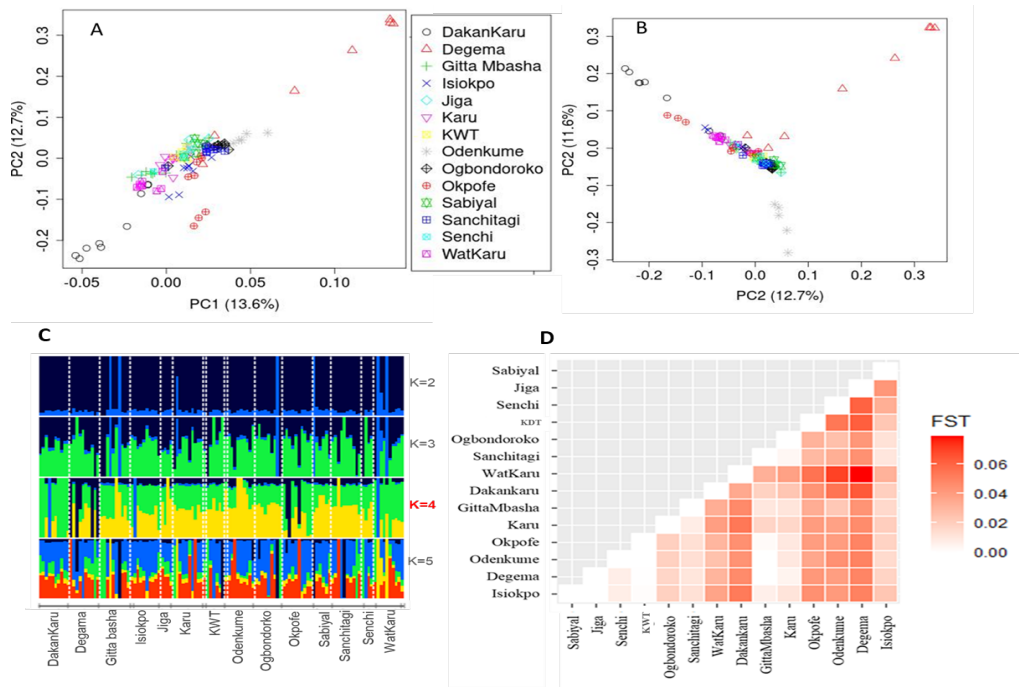 A
PC2 (12.7%)
0.3
0.2
0.1
0.0
-0.1
-0.2
-0.05
0.00
0.05
0.10
PC1 (13.6%)
DakanKaru
Degema
Gitta Mbasha
Isiokpo
Jiga
Karu
KWT
Odenkume
Ogbondoroko
Okpofe
Sabiyal
Sanchitagi
Senchi
WatKaru
B
PC2 (11.6%)
0.3
0.2
0.1
0.0
-0.1
-0.2
-0.3
-0.2
-0.1
0.0
0.1
0.2
0.3
PC2 (12.7%)
C
K=2
K=3
K=4
K=5
DakanKaru
Degama
Gitta basha
Isiokpo
Jiga
Karu
KWT
Odenkume
Ogbondorko
Okpofe
Sabiyal
Sanchitagi
Senchi
WatKaru
D
Sabiyal
Jiga
Senchi
KDT
Ogbondoroko
Sanchitagi
WatKaru
Dakankaru
GittaMbasha
Karu
Okpofe
Odenkume
Degema
Isiokpo
Sabiyal
Jiga
Senchi
KWT
Ogbondoroko
Sanchitagi
WatKaru
Dakankaru
GittaMbasha
Karu
Okpofe
Odenkume
Degema
Isiokpo
FST
0.06
0.04
0.02
0.00